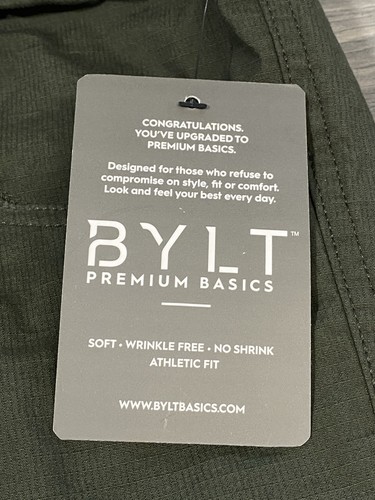 CONGRATULATIONS.
YOU'VE UPGRADED TO
PREMIUM BASICS.
Designed for those who refuse to
compromise on style, fit or comfort.
Look and feel your best every day.
BYLT™
PREMIUM BASICS
SOFT • WRINKLE FREE • NO SHRINK
ATHLETIC FIT
WWW.BYLTBASICS.COM